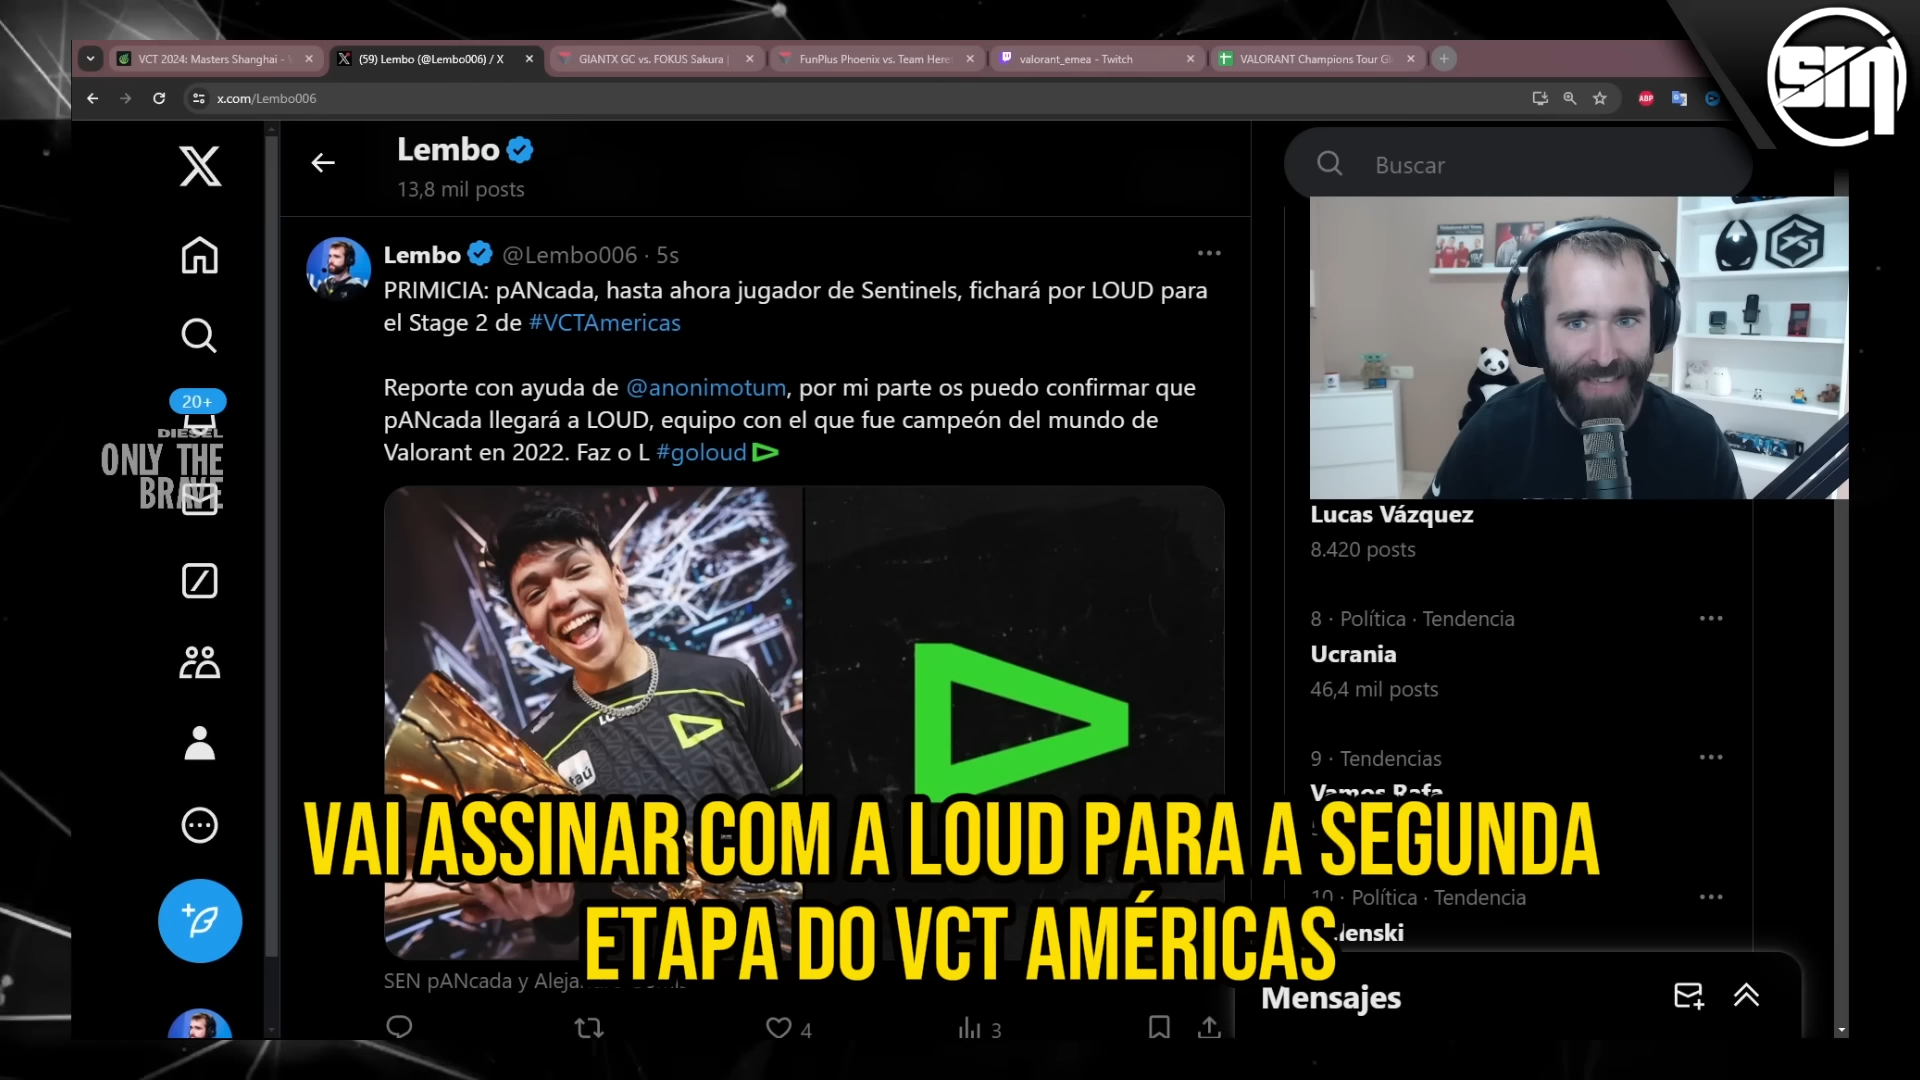 VCT 2024: Masters Shanghai -
(59) Lembo (@Lembo006) / X
GIANTX GC vs. FOKUS Sakura |
FunPlus Phoenix vs. Team Here
valorant_emea - Twitch
VALORANT Champions Tour Gl
x.com/Lembo006
ABP
sm
Lembo
13,8 mil posts
Buscar
Lembo @Lembo006 · 5s
PRIMICIA: pANcada, hasta ahora jugador de Sentinels, fichará por LOUD para
el Stage 2 de #VCTAmericas
Reporte con ayuda de @anonimotum, por mi parte os puedo confirmar que
pANcada llegará a LOUD, equipo con el que fue campeón del mundo de
Valorant en 2022. Faz o L #goloud
20+
DIESEL
ONLY THE
BRAVE
itaú
Lucas Vázquez
8.420 posts
8 · Política · Tendencia
Ucrania
46,4 mil posts
9 · Tendencias
Vamos Rafa
10 · Política · Tendencia
VAI ASSINAR COM A LOUD PARA A SEGUNDA
ETAPA DO VCT AMÉRICAS
SEN pANcada y
Mensajes
4
3